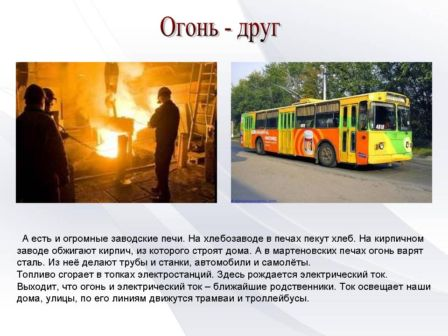 Огонь - друг
А есть и огромные заводские печи. На хлебозаводе в печах пекут хлеб. На кирпичном
заводе обжигают кирпич, из которого строят дома. А в мартеновских печах огонь варят
сталь. Из неё делают трубы и станки, автомобили и самолёты.
Топливо сгорает в топках электростанций. Здесь рождается электрический ток.
Выходит, что огонь и электрический ток – ближайшие родственники. Ток освещает наши
дома, улицы, по его линиям движутся трамваи и троллейбусы.